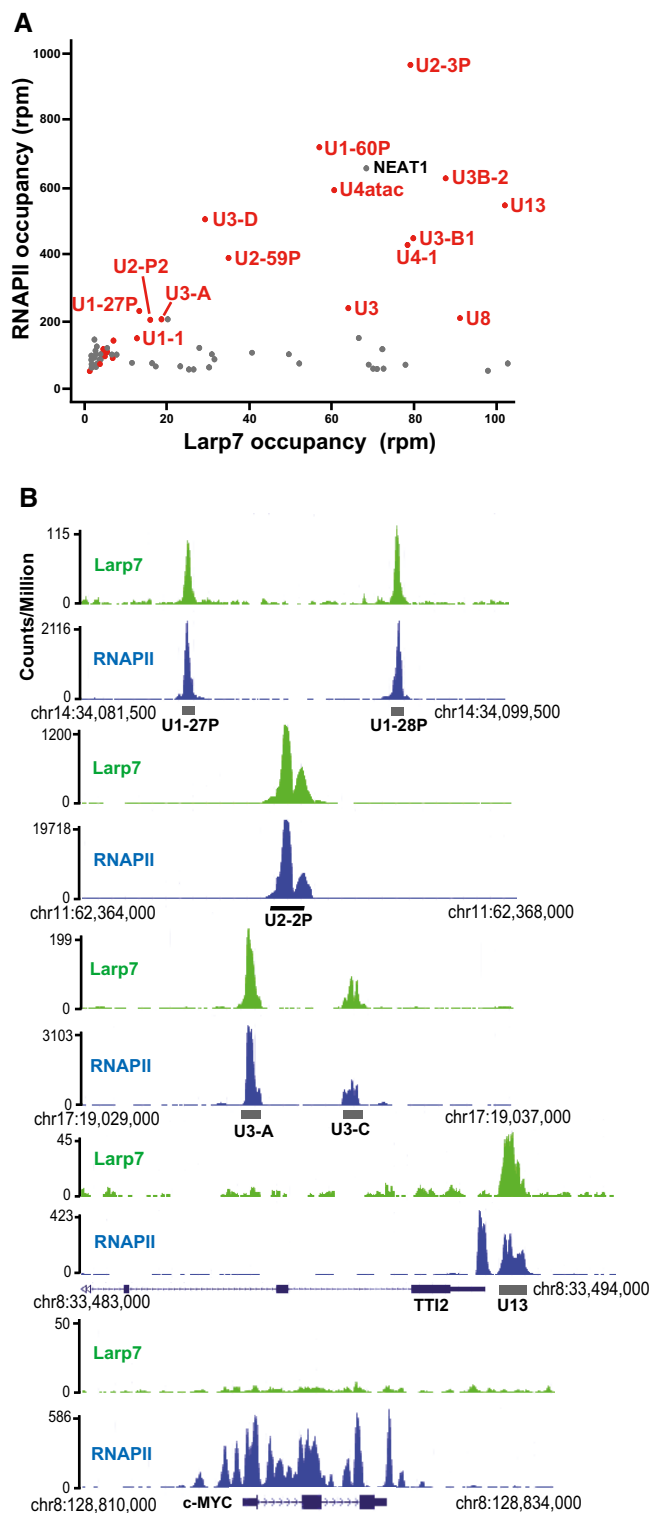 A
RNAPII occupancy (rpm)
1000
800
600
400
200
0
U2-3P
U1-60P
NEAT1
U4atac
U3B-2
U13
U3-D
U3-B1
U2-59P
U4-1
U2-P2
U3-A
U1-27P
U3
U8
U1-1
0 20 40 60 80 100
Larp7 occupancy (rpm)
B
Counts/Million
115
Larp7
0
2116
RNAPII
0
chr14:34,081,500 chr14:34,099,500
U1-27P U1-28P
1200
Larp7
0
19718
RNAPII
0
chr11:62,364,000 chr11:62,368,000
U2-2P
199
Larp7
0
3103
RNAPII
0
chr17:19,029,000 chr17:19,037,000
U3-A U3-C
45
Larp7
0
423
RNAPII
0
chr8:33,483,000 chr8:33,494,000
TTI2 U13
50
Larp7
0
586
RNAPII
0
chr8:128,810,000 c-MYC chr8:128,834,000